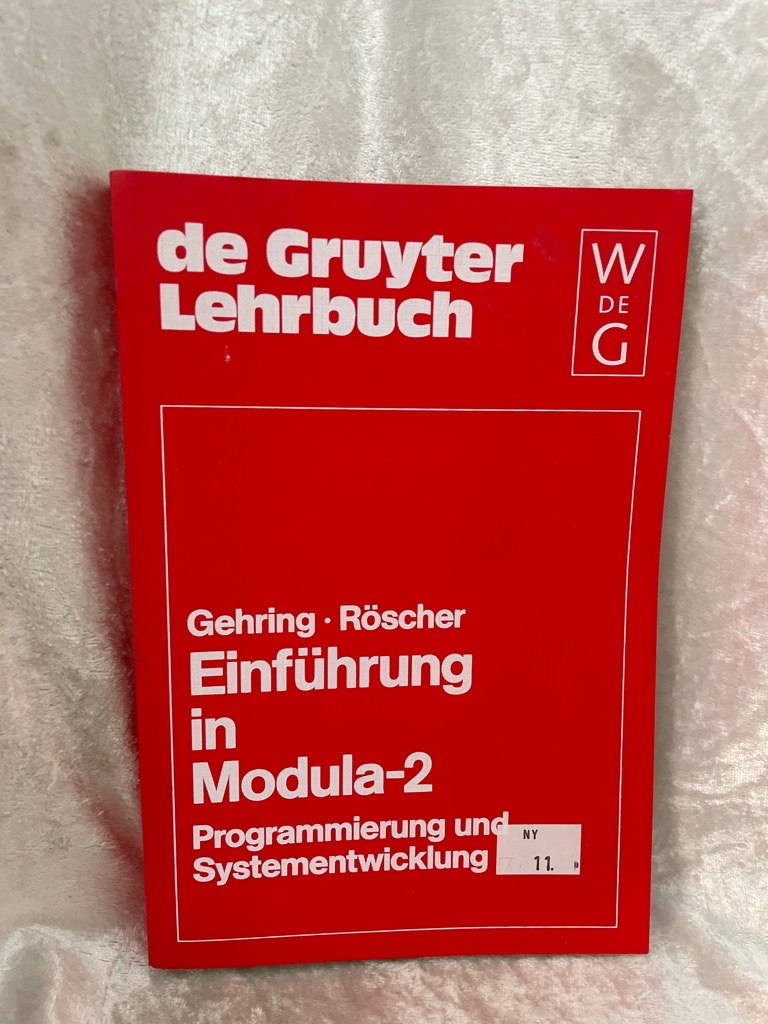 de Gruyter
Lehrbuch
W
DE
G
Gehring · Röscher
Einführung
in
Modula-2
Programmierung und
Systementwicklung
NY
11.